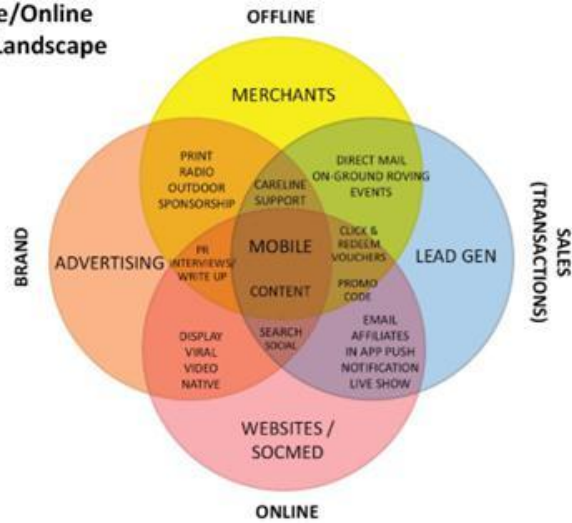 e/Online
Landscape
OFFLINE
MERCHANTS
PRINT
RADIO
OUTDOOR
SPONSORSHIP
CARELINE
SUPPORT
DIRECT MAIL
ON-GROUND ROVING
EVENTS
BRAND
ADVERTISING
PR
INTERVIEWS/
WRITE UP
MOBILE
CONTENT
CLICK &
REDEEM
VOUCHERS
PROMO
CODE
LEAD GEN
SALES
(TRANSACTIONS)
DISPLAY
VIRAL
VIDEO
NATIVE
SEARCH
SOCIAL
EMAIL
AFFILIATES
IN APP PUSH
NOTIFICATION
LIVE SHOW
WEBSITES /
SOCMED
ONLINE